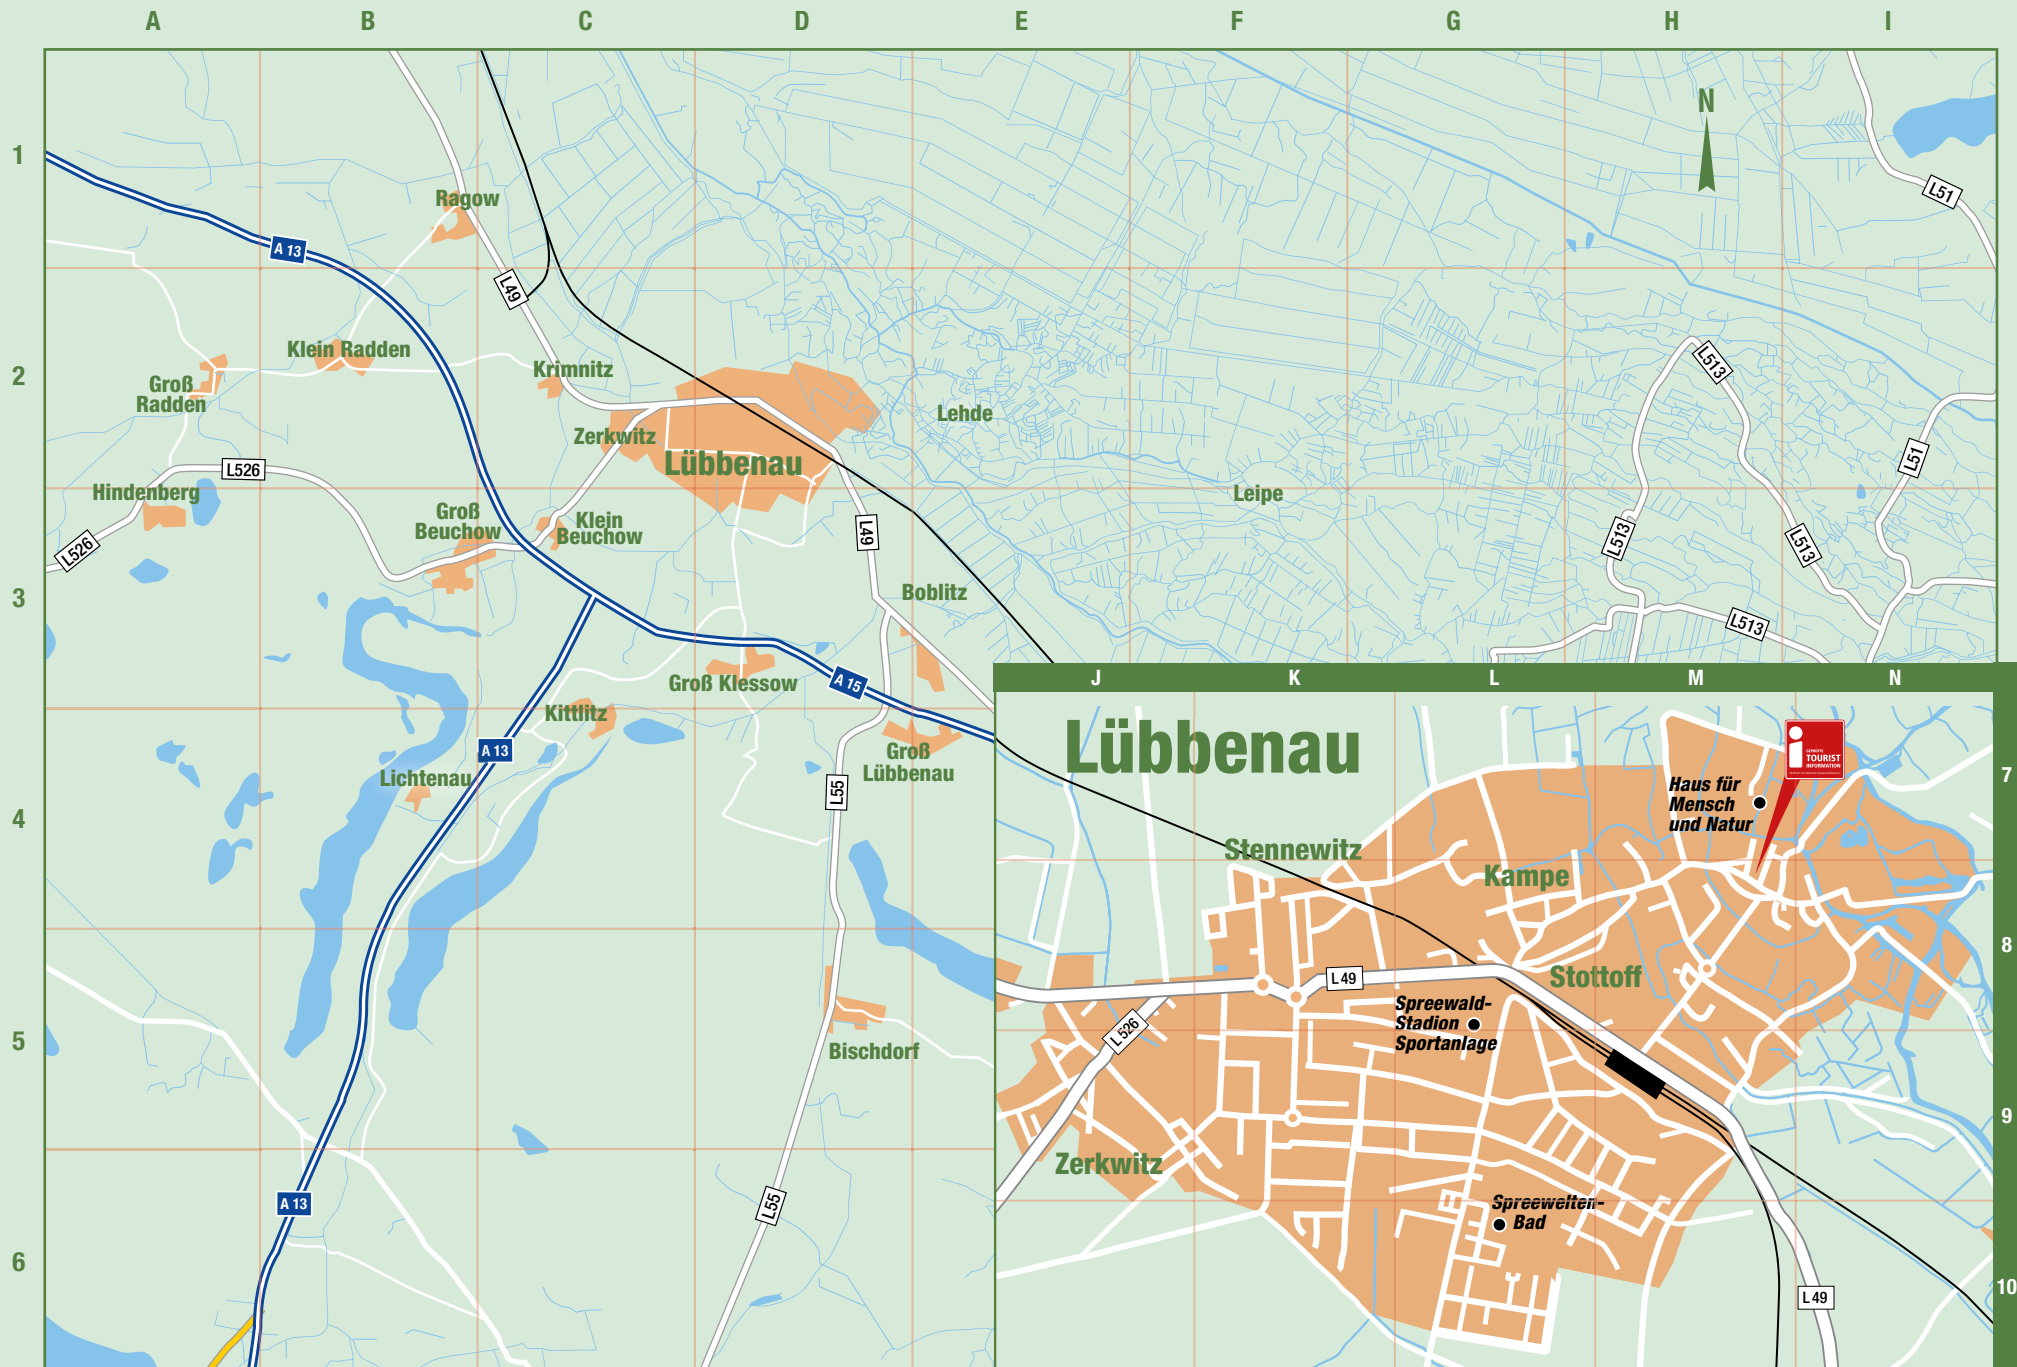 A B C D E F G H I
N
1
L51
Ragow
A 13
L49
Klein Radden
Krimnitz
L513
2
Groß
Radden
Lehde
Zerkwitz
Lübbenau
L526
L51
Hindenberg
Leipe
Groß
Beuchow
Klein
Beuchow
L49
L513
L513
L526
3
Boblitz
L513
Groß Klessow
A 15
Kittlitz
A 13
Groß
Lübbenau
Lichtenau
L55
4
5
Bischdorf
A 13
L55
6
J K L M N
Lübbenau
GEPRÜFTE
TOURIST
INFORMATION
7
Haus für
Mensch
und Natur
Stennewitz
Kampe
8
L 49
Stottoff
Spreewald-
Stadion
Sportanlage
L 526
9
Zerkwitz
Spreewelten-
Bad
10
L 49